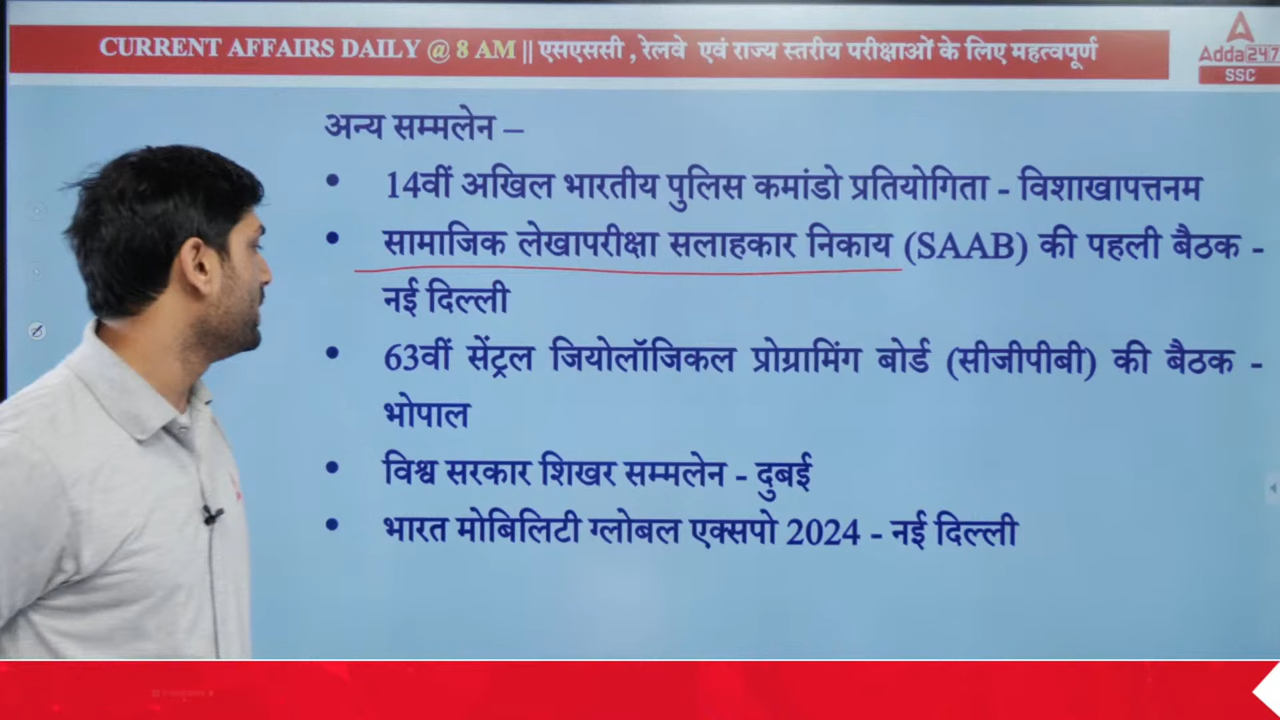 CURRENT AFFAIRS DAILY @ 8 AM || एसएससी , रेलवे एवं राज्य स्तरीय परीक्षाओं के लिए महत्वपूर्ण
Adda 247
SSC
अन्य सम्मलेन –
• 14वीं अखिल भारतीय पुलिस कमांडो प्रतियोगिता - विशाखापत्तनम
• सामाजिक लेखापरीक्षा सलाहकार निकाय (SAAB) की पहली बैठक -
नई दिल्ली
• 63वीं सेंट्रल जियोलॉजिकल प्रोग्रामिंग बोर्ड (सीजीपीबी) की बैठक -
भोपाल
• विश्व सरकार शिखर सम्मलेन - दुबई
• भारत मोबिलिटी ग्लोबल एक्सपो 2024 - नई दिल्ली